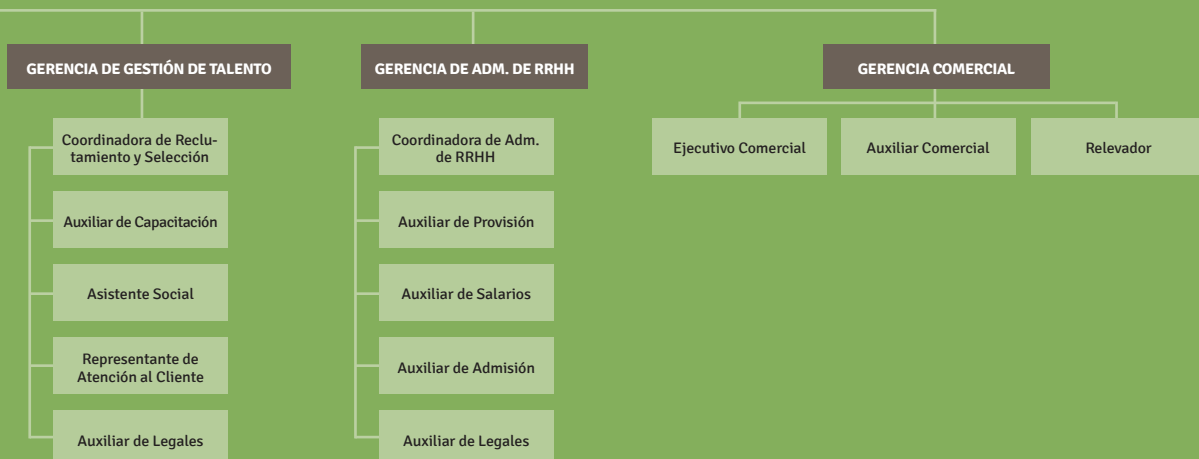 GERENCIA DE GESTIÓN DE TALENTO
Coordinadora de Reclu-
tamiento y Selección
Auxiliar de Capacitación
Asistente Social
Representante de
Atención al Cliente
Auxiliar de Legales
GERENCIA DE ADM. DE RRHH
Coordinadora de Adm.
de RRHH
Auxiliar de Provisión
Auxiliar de Salarios
Auxiliar de Admisión
Auxiliar de Legales
GERENCIA COMERCIAL
Ejecutivo Comercial
Auxiliar Comercial
Relevador